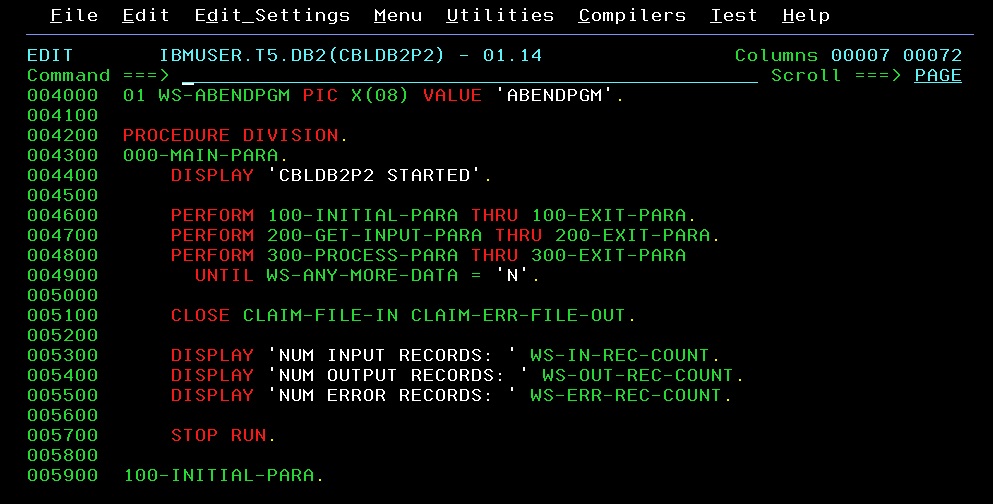 File Edit Edit_Settings Menu Utilities Compilers Test Help
EDIT IBMUSER.T5.DB2(CBLDB2P2) - 01.14 Columns 00007 00072
Command ===> Scroll ===> PAGE
004000 01 WS-ABENDPGM PIC X(08) VALUE 'ABENDPGM'.
004100
004200 PROCEDURE DIVISION.
004300 000-MAIN-PARA.
004400 DISPLAY 'CBLDB2P2 STARTED'.
004500
004600 PERFORM 100-INITIAL-PARA THRU 100-EXIT-PARA.
004700 PERFORM 200-GET-INPUT-PARA THRU 200-EXIT-PARA.
004800 PERFORM 300-PROCESS-PARA THRU 300-EXIT-PARA
004900 UNTIL WS-ANY-MORE-DATA = 'N'.
005000
005100 CLOSE CLAIM-FILE-IN CLAIM-ERR-FILE-OUT.
005200
005300 DISPLAY 'NUM INPUT RECORDS: ' WS-IN-REC-COUNT.
005400 DISPLAY 'NUM OUTPUT RECORDS: ' WS-OUT-REC-COUNT.
005500 DISPLAY 'NUM ERROR RECORDS: ' WS-ERR-REC-COUNT.
005600
005700 STOP RUN.
005800
005900 100-INITIAL-PARA.